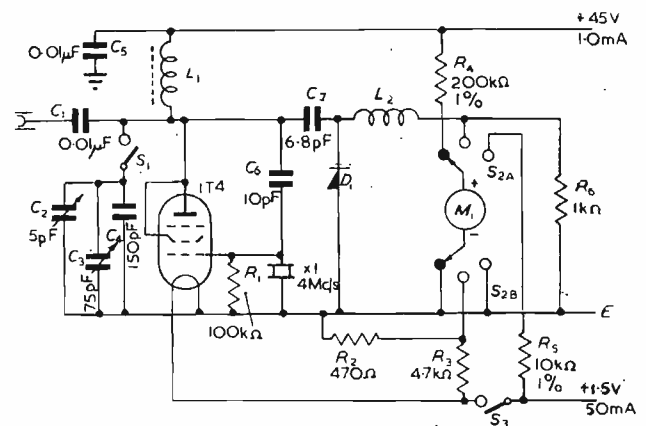 +45V
1·0mA
0·01μF
C5
L1
R4
200kΩ
1%
C1
0·01μF
C7
6·8pF
L2
S1
1T4
C6
10pF
D1
S2A
+
M1
−
R6
1kΩ
C2
5pF
C3
75pF
C4
150pF
R1
100kΩ
×1
4Mc/s
S2B
E
R2
470Ω
R3
4·7kΩ
R5
10kΩ
1%
S3
+1·5V
50mA